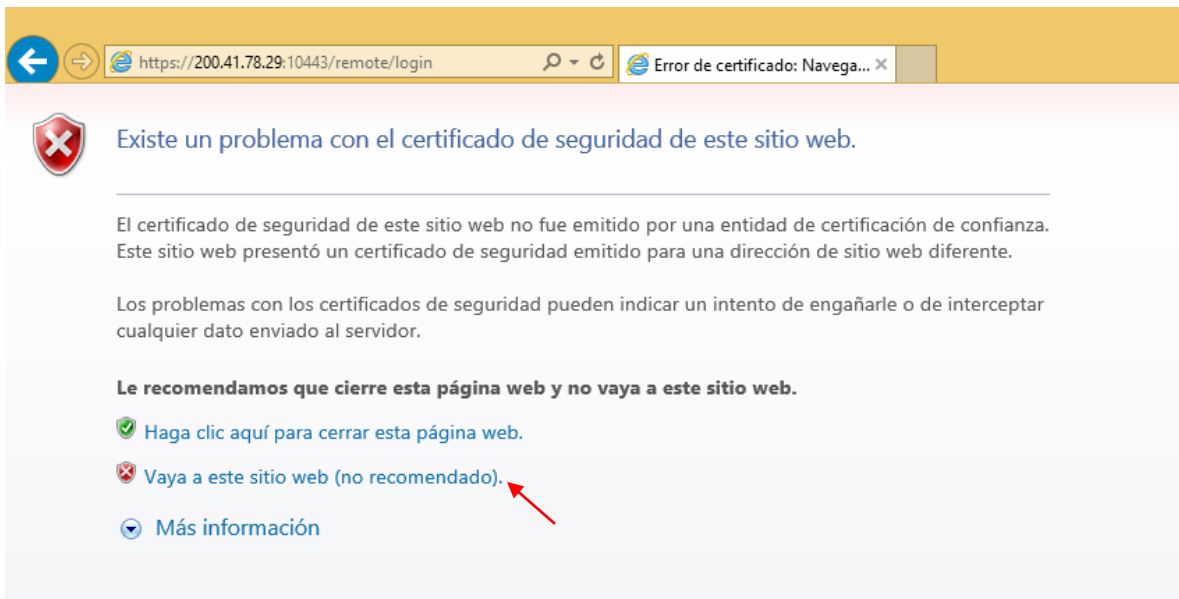 https://200.41.78.29:10443/remote/login
Error de certificado: Navega...
Existe un problema con el certificado de seguridad de este sitio web.
El certificado de seguridad de este sitio web no fue emitido por una entidad de certificación de confianza.
Este sitio web presentó un certificado de seguridad emitido para una dirección de sitio web diferente.
Los problemas con los certificados de seguridad pueden indicar un intento de engañarle o de interceptar
cualquier dato enviado al servidor.
Le recomendamos que cierre esta página web y no vaya a este sitio web.
Haga clic aquí para cerrar esta página web.
Vaya a este sitio web (no recomendado).
Más información